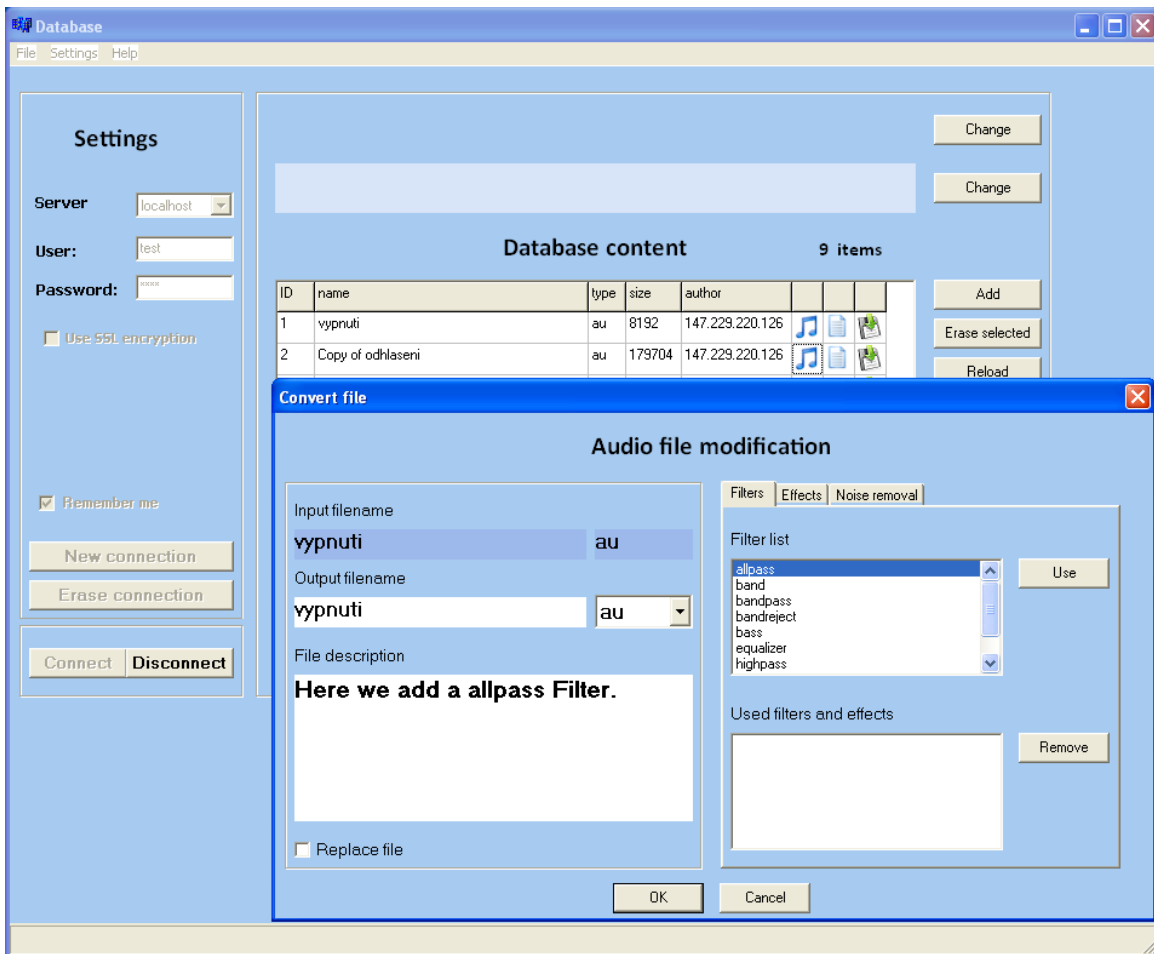 Database
File Settings Help
Settings
Server localhost
User: test
Password: ****
Use SSL encryption
Remember me
New connection
Erase connection
Connect Disconnect
Change
Change
Database content 9 items
ID name type size author
1 vypnuti au 8192 147.229.220.126
2 Copy of odhlaseni au 179704 147.229.220.126
Add
Erase selected
Reload
Convert file
Audio file modification
Input filename
vypnuti au
Output filename
vypnuti au
File description
Here we add a allpass Filter.
Replace file
Filters Effects Noise removal
Filter list
allpass
band
bandpass
bandreject
bass
equalizer
highpass
Use
Used filters and effects
Remove
OK Cancel